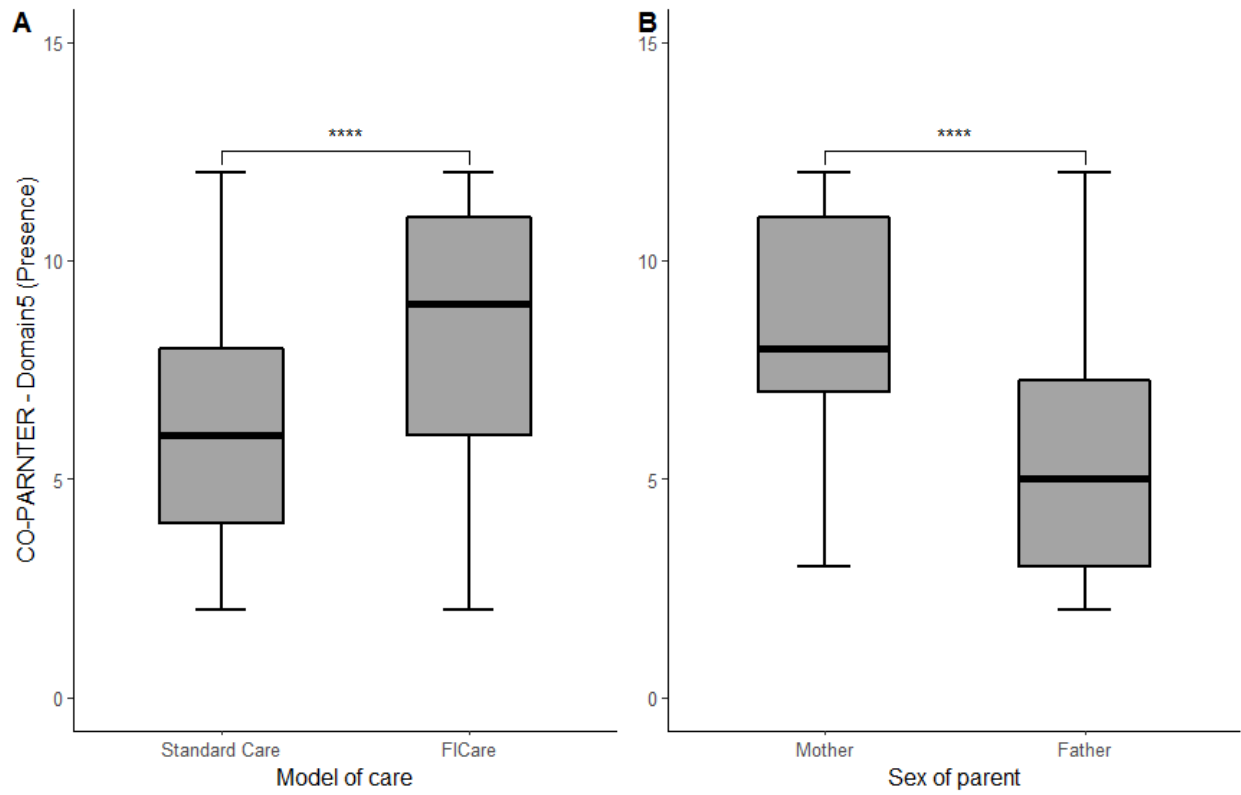 A
CO-PARNTER - Domain5 (Presence)
15
10
5
0
****
Standard Care
FICare
Model of care
B
15
10
5
0
****
Mother
Father
Sex of parent